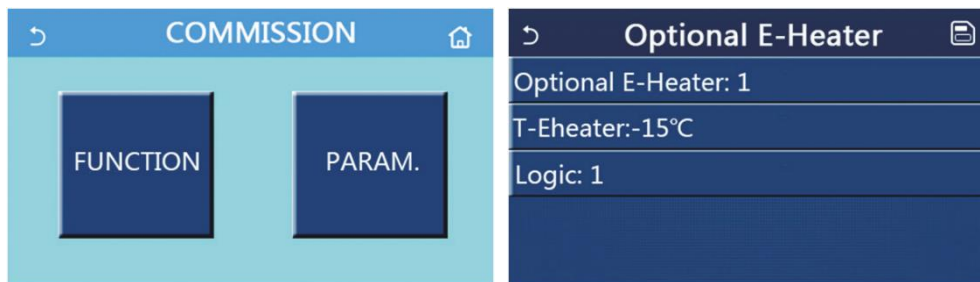 COMMISSION
FUNCTION
PARAM.
Optional E-Heater
Optional E-Heater: 1
T-Eheater:-15℃
Logic: 1